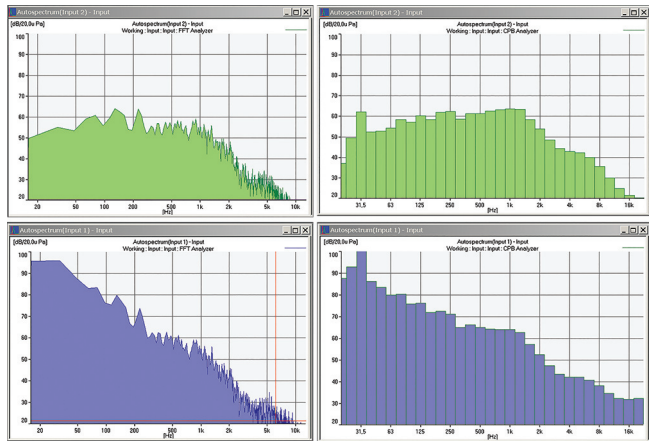 Autospectrum(Input 2) - Input
[dB/20,0u Pa]
Autospectrum(Input 2) - Input
Working : Input : Input : FFT Analyzer
100
90
80
70
60
50
40
30
20
20 50 100 200 500 1k 2k 5k 10k
[Hz]
Autospectrum(Input 2) - Input
[dB/20,0u Pa]
Autospectrum(Input 2) - Input
Working : Input : Input : CPB Analyzer
100
90
80
70
60
50
40
30
20
31,5 63 125 250 500 1k 2k 4k 8k 16k
[Hz]
Autospectrum(Input 1) - Input
[dB/20,0u Pa]
Autospectrum(Input 1) - Input
Working : Input : Input : FFT Analyzer
100
90
80
70
60
50
40
30
20
20 50 100 200 500 1k 2k 5k 10k
[Hz]
Autospectrum(Input 1) - Input
[dB/20,0u Pa]
Autospectrum(Input 1) - Input
Working : Input : Input : CPB Analyzer
100
90
80
70
60
50
40
30
31,5 63 125 250 500 1k 2k 4k 8k 16k
[Hz]